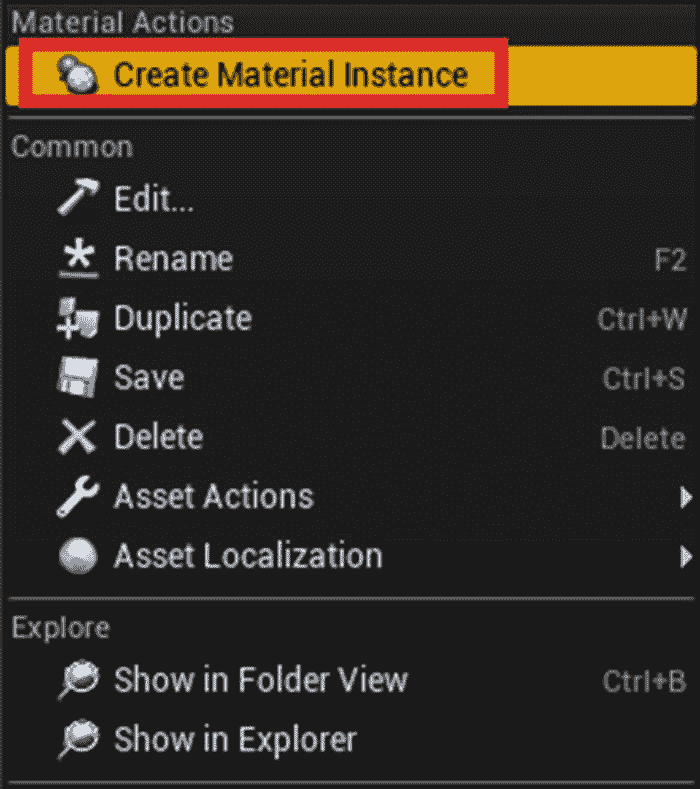 Material Actions
Create Material Instance
Common
Edit...
Rename F2
Duplicate Ctrl+W
Save Ctrl+S
Delete Delete
Asset Actions
Asset Localization
Explore
Show in Folder View Ctrl+B
Show in Explorer